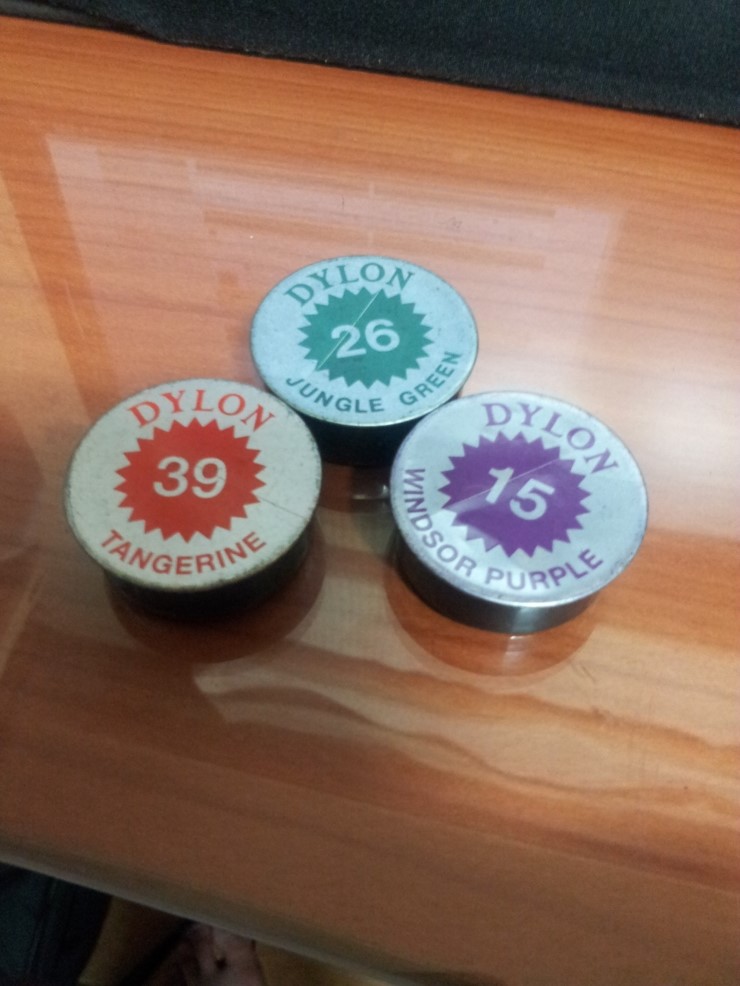 DYLON
26
JUNGLE GREEN
DYLON
39
TANGERINE
DYLON
15
WINDSOR PURPLE